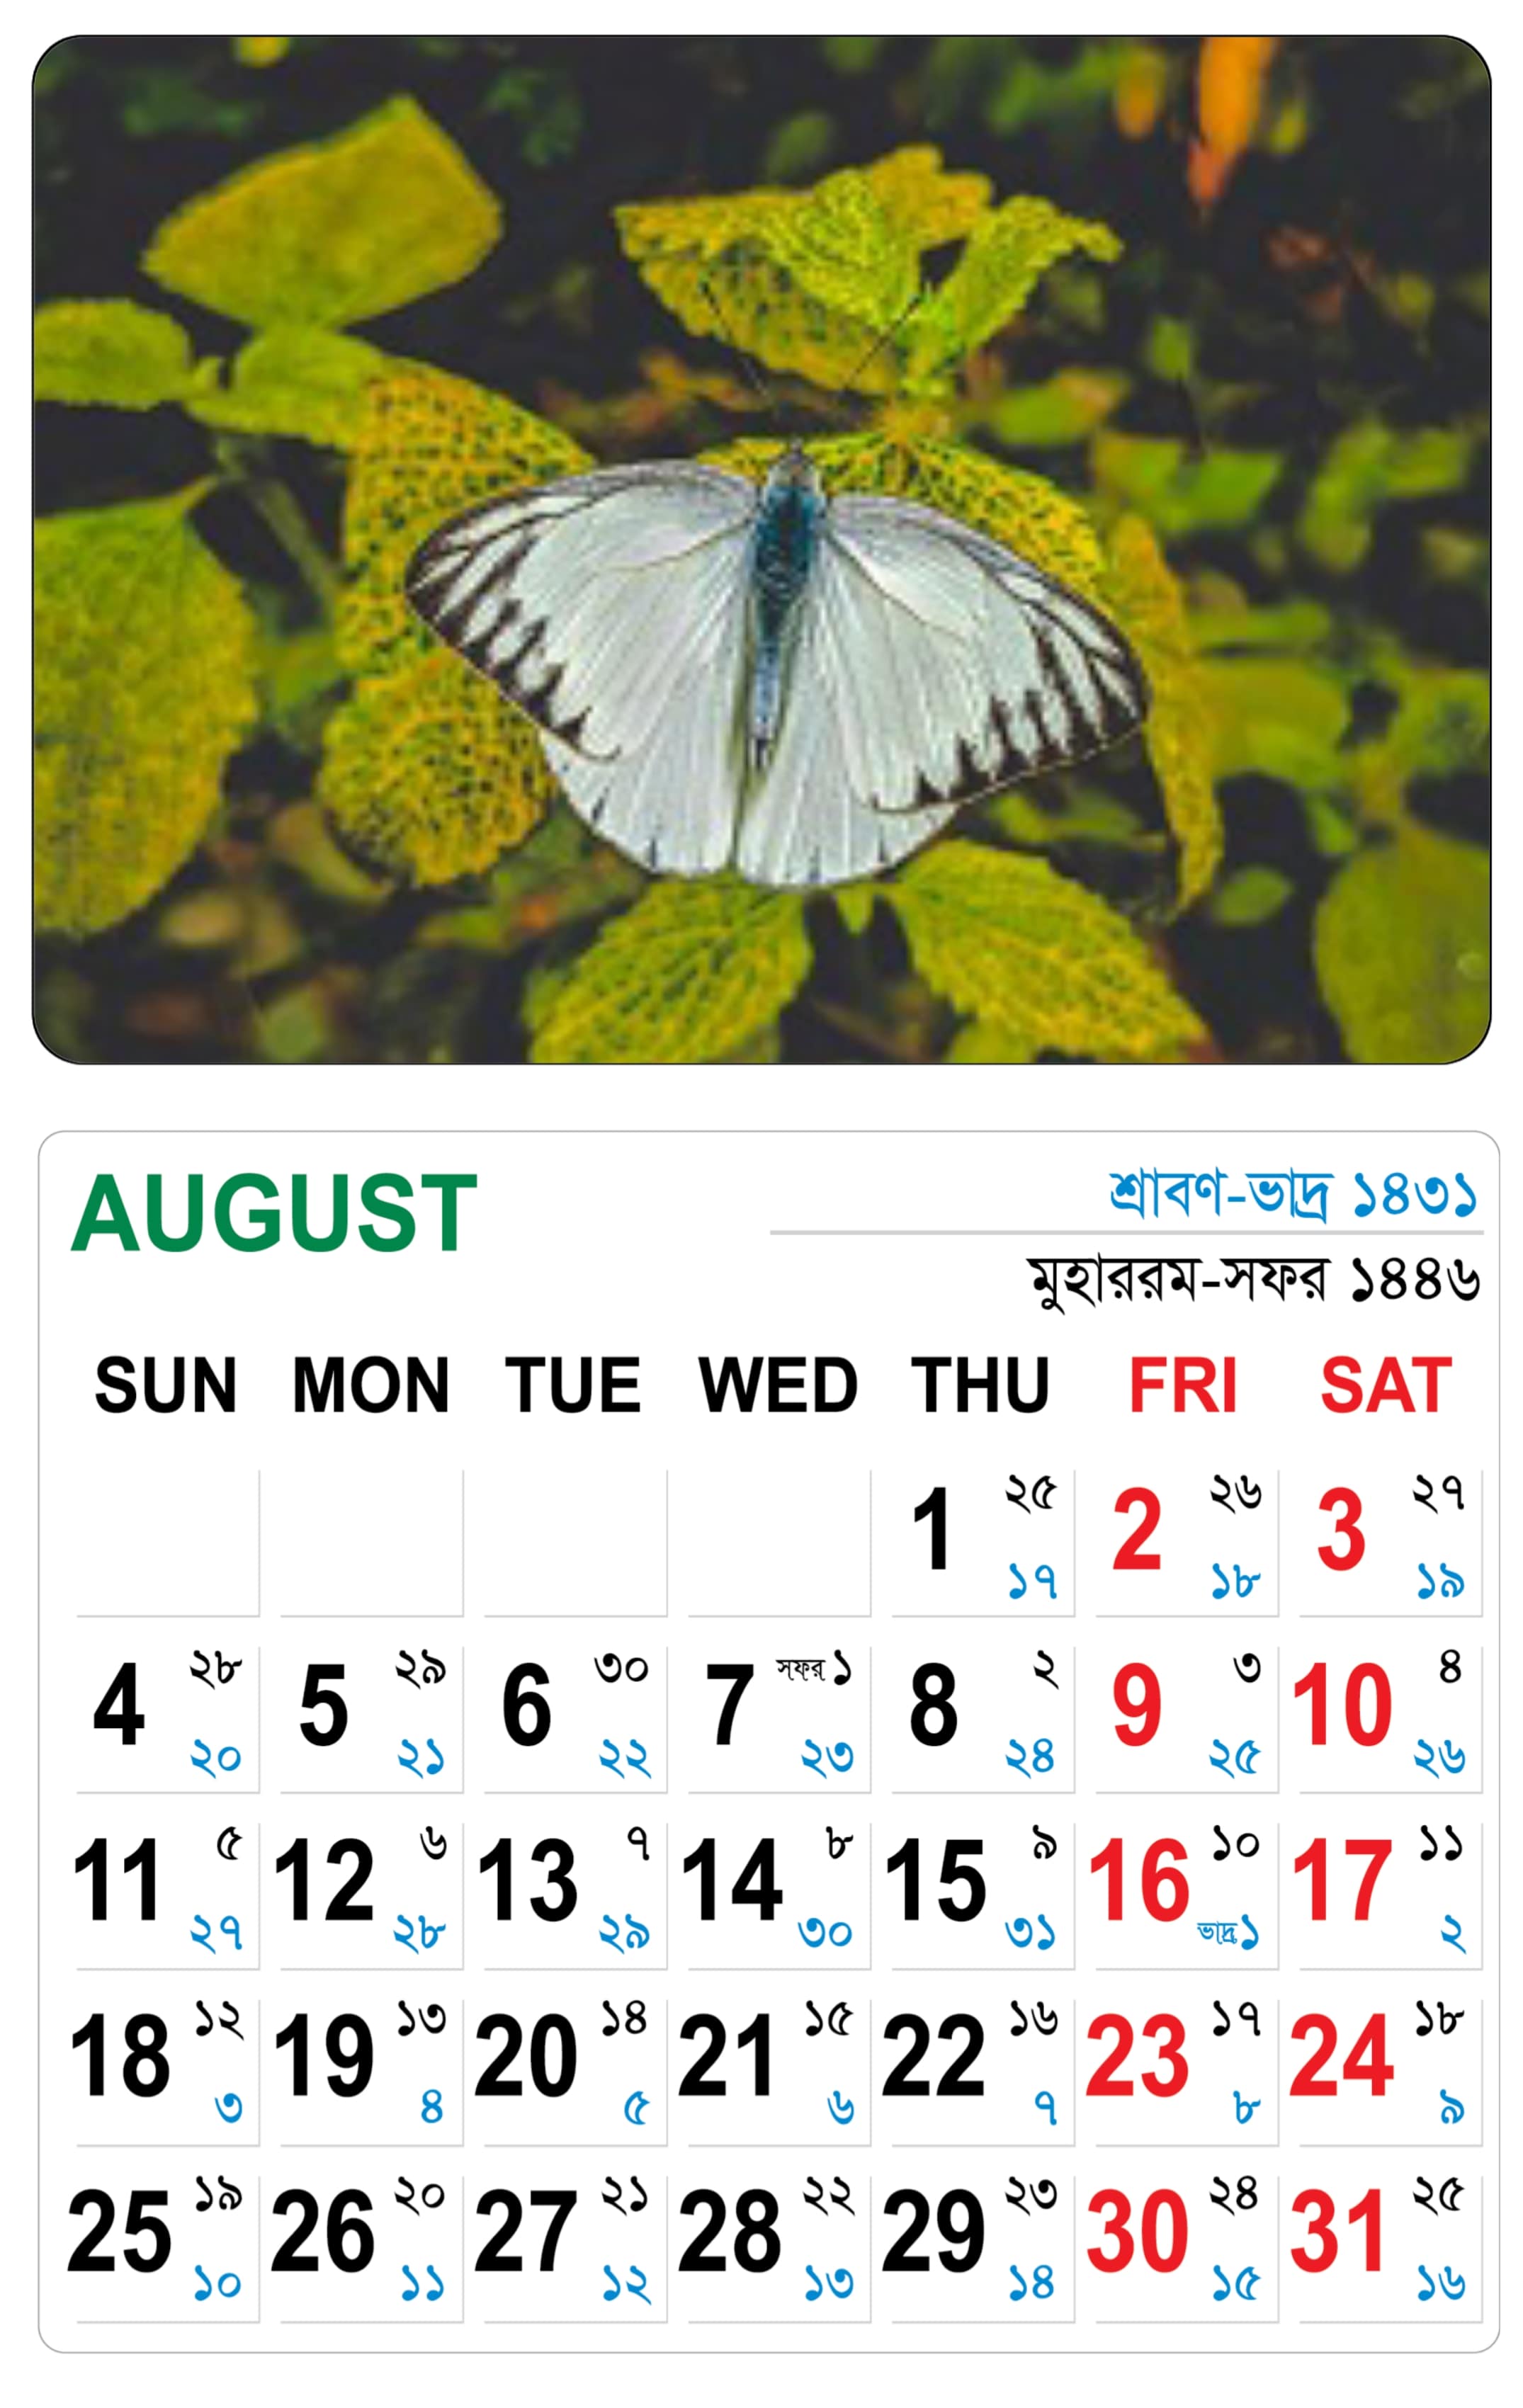 AUGUST
শ্রাবণ-ভাদ্র ১৪৩১
মুহাররম-সফর ১৪৪৬
SUN MON TUE WED THU FRI SAT
1 ২৫ ১৭ 2 ২৬ ১৮ 3 ২৭ ১৯
4 ২৮ ২০ 5 ২৯ ২১ 6 ৩০ ২২ 7 সফর ১ ২৩ 8 ২ ২৪ 9 ৩ ২৫ 10 ৪ ২৬
11 ৫ ২৭ 12 ৬ ২৮ 13 ৭ ২৯ 14 ৮ ৩০ 15 ৯ ৩১ 16 ১০ ভাদ্র ১ 17 ১১ ২
18 ১২ ৩ 19 ১৩ ৪ 20 ১৪ ৫ 21 ১৫ ৬ 22 ১৬ ৭ 23 ১৭ ৮ 24 ১৮ ৯
25 ১৯ ১০ 26 ২০ ১১ 27 ২১ ১২ 28 ২২ ১৩ 29 ২৩ ১৪ 30 ২৪ ১৫ 31 ২৫ ১৬